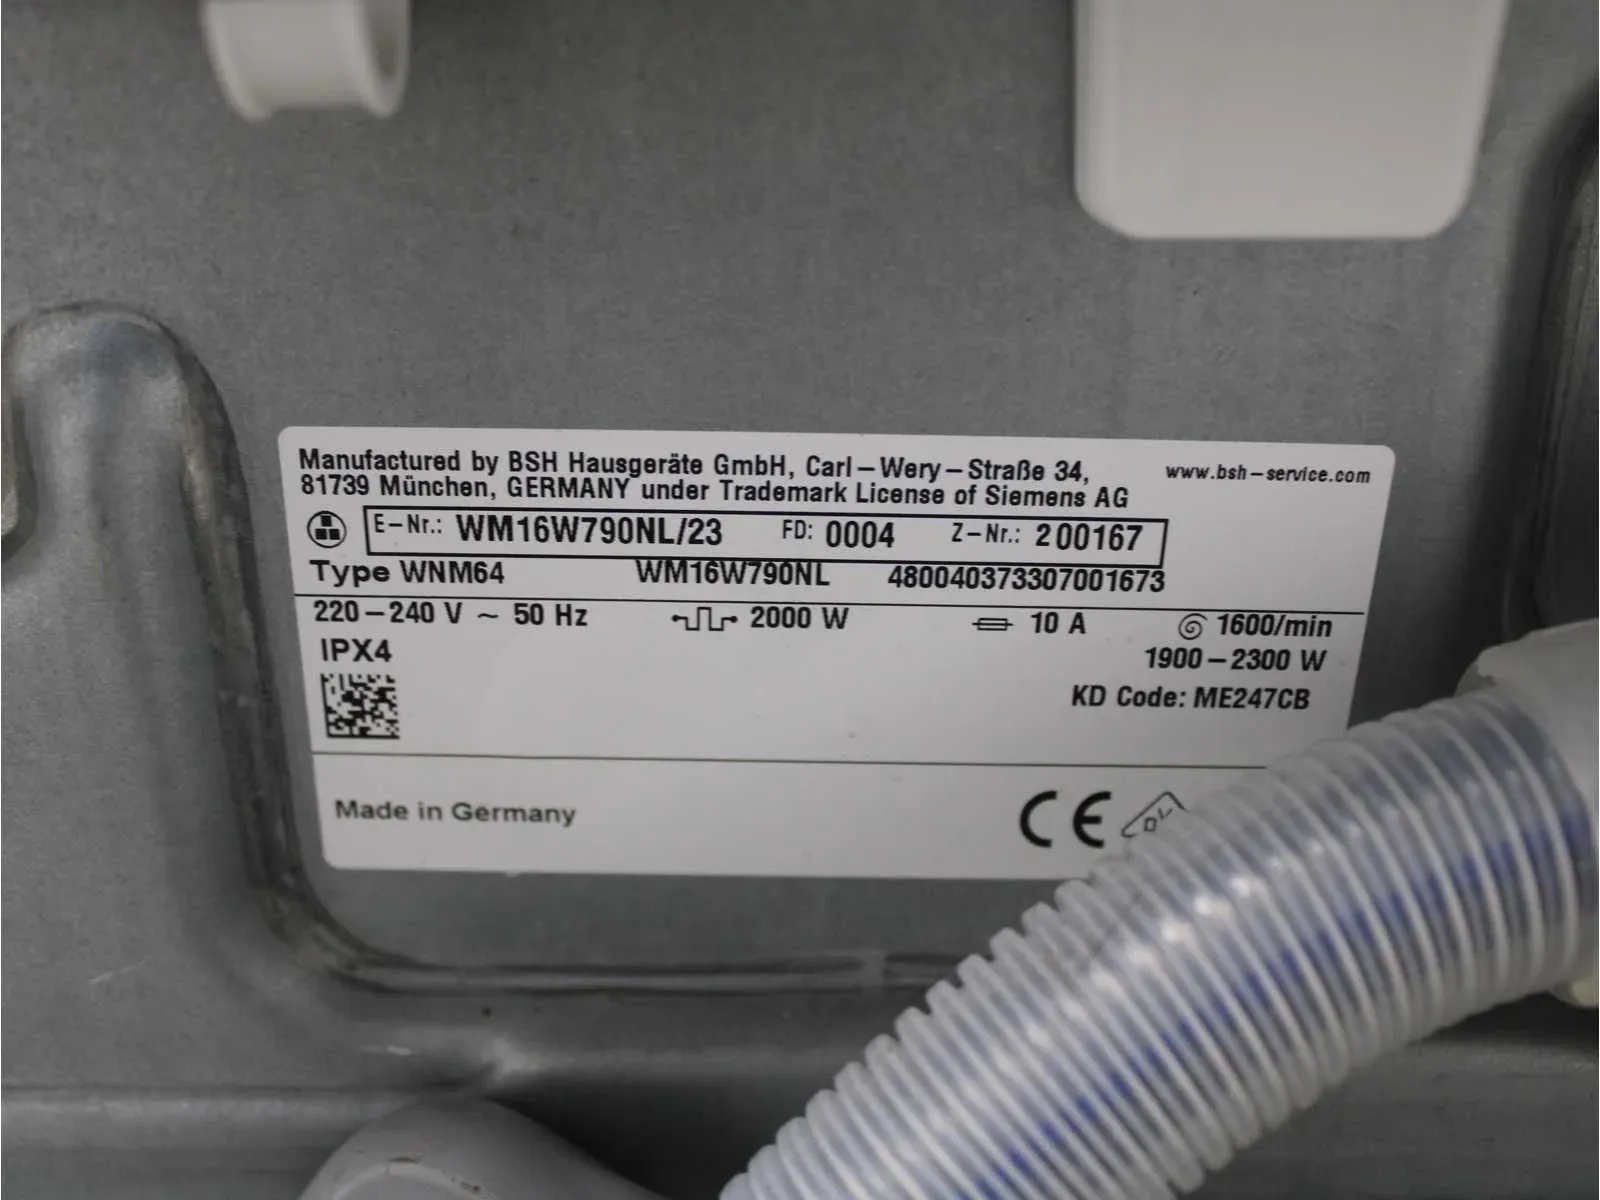 Manufactured by BSH Hausgeräte GmbH, Carl-Wery-Straße 34,
81739 München, GERMANY under Trademark License of Siemens AG
www.bsh-service.com
E-Nr.: WM16W790NL/23 FD: 0004 Z-Nr.: 200167
Type WNM64 WM16W790NL 480040373307001673
220-240 V ~ 50 Hz 2000 W 10 A 1600/min
IPX4 1900-2300 W
KD Code: ME247CB
Made in Germany CE